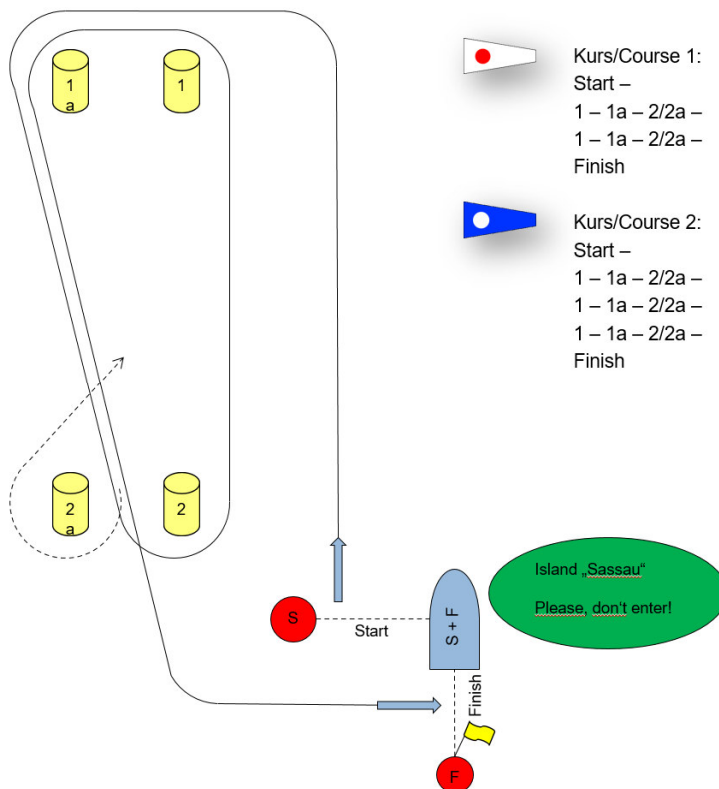 1
a
1
Kurs/Course 1:
Start –
1 – 1a – 2/2a –
1 – 1a – 2/2a –
Finish
Kurs/Course 2:
Start –
1 – 1a – 2/2a –
1 – 1a – 2/2a –
1 – 1a – 2/2a –
Finish
2
a
2
S
Start
S + F
Island „Sassau“
Please, don't enter!
Finish
F